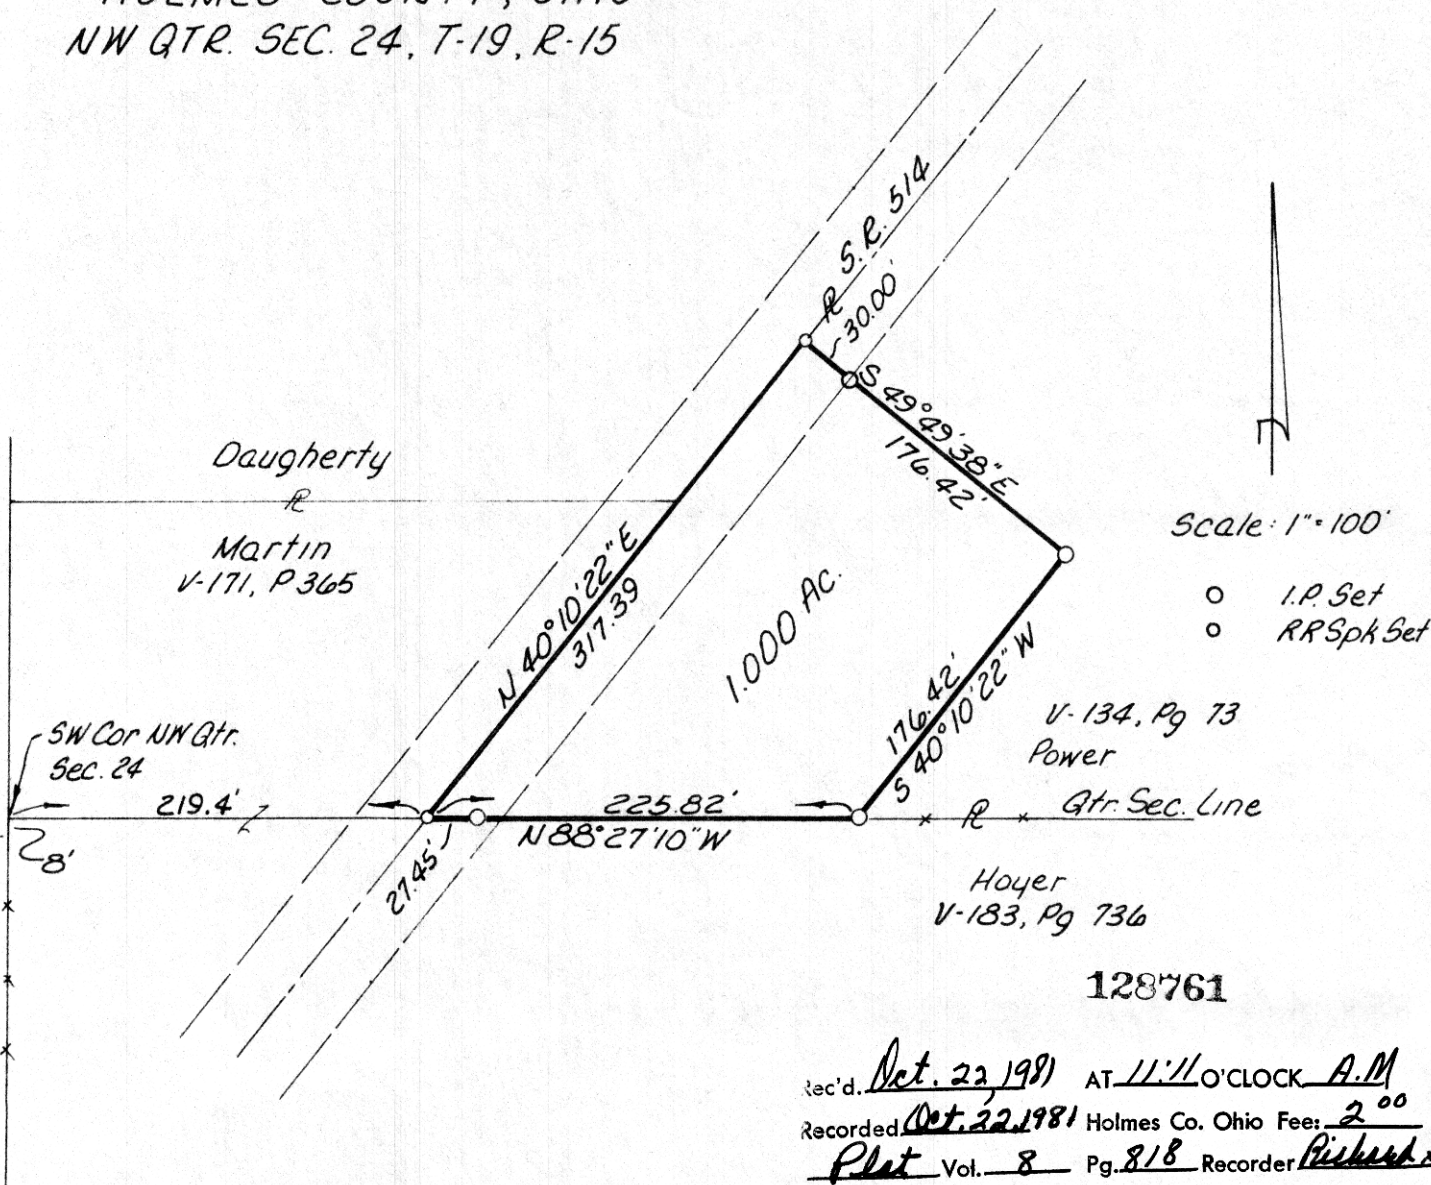 HOLMES COUNTY, OHIO
NW QTR. SEC. 24, T-19, R-15
℄ S.R. 514
30.00'
S 49°49'38" E
176.42'
Daugherty
℄
Martin
V-171, P 365
N 40°10'22" E
317.39
1.000 Ac.
Scale: 1"=100'
I.P. Set
RR Spk Set
176.42'
S 40°10'22" W
V-134, Pg 73
Power
SW Cor NW Qtr.
Sec. 24
219.4'
225.82'
℄ Qtr. Sec. Line
N 88°27'10" W
8'
27.45'
Hoyer
V-183, Pg 736
128761
Rec'd. Oct. 22, 1981 AT 11:11 O'CLOCK A.M
Recorded Oct. 22, 1981 Holmes Co. Ohio Fee: 2 00
Plat Vol. 8 Pg. 818 Recorder Richard